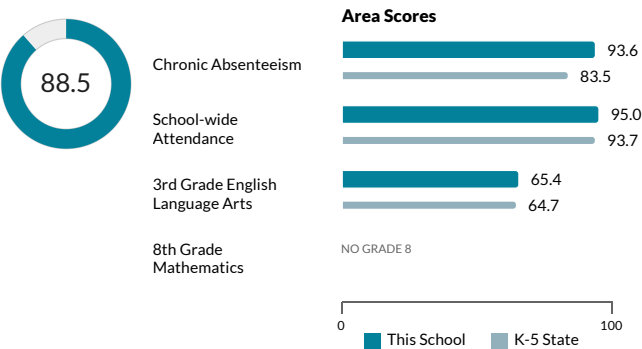 Area Scores
88.5
Chronic Absenteeism
93.6
83.5
School-wide
Attendance
95.0
93.7
3rd Grade English
Language Arts
65.4
64.7
8th Grade
Mathematics
NO GRADE 8
0
100
This School
K-5 State